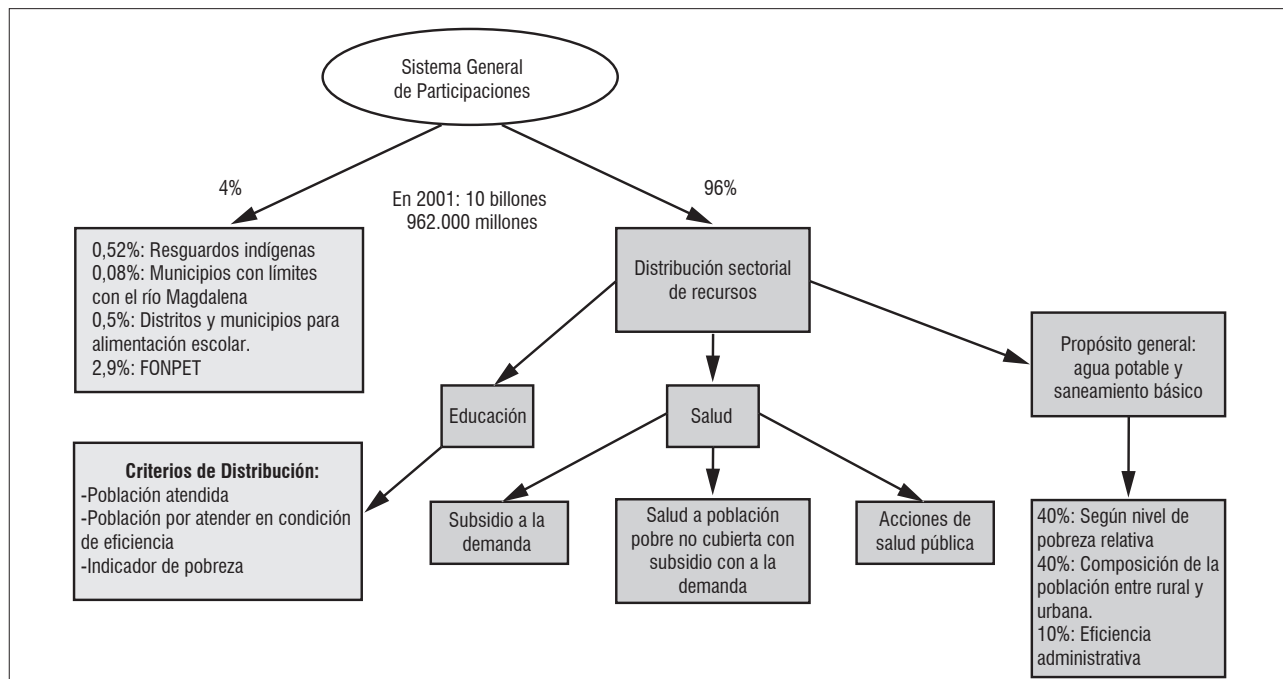 Sistema General
de Participaciones
4%
En 2001: 10 billones
962.000 millones
96%
0,52%: Resguardos indígenas
0,08%: Municipios con límites
con el río Magdalena
0,5%: Distritos y municipios para
alimentación escolar.
2,9%: FONPET
Distribución sectorial
de recursos
Propósito general:
agua potable y
saneamiento básico
Educación
Salud
Criterios de Distribución:
-Población atendida
-Población por atender en condición
de eficiencia
-Indicador de pobreza
Subsidio a la
demanda
Salud a población
pobre no cubierta con
subsidio con a la
demanda
Acciones de
salud pública
40%: Según nivel de
pobreza relativa
40%: Composición de la
población entre rural y
urbana.
10%: Eficiencia
administrativa